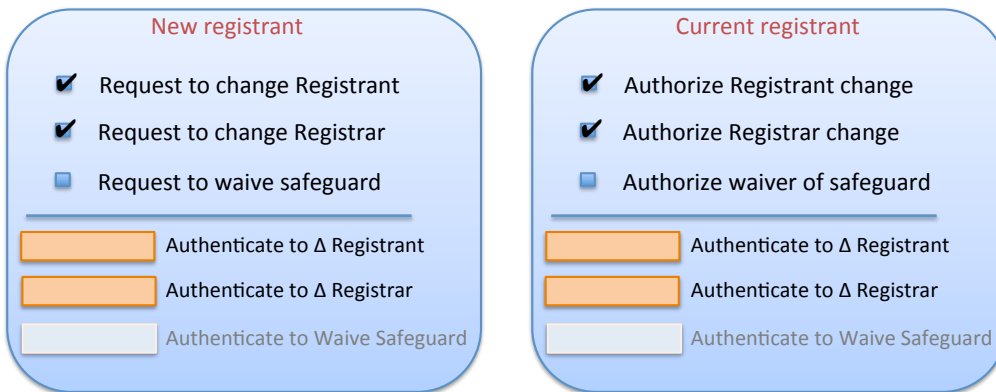 New registrant
✔ Request to change Registrant
✔ Request to change Registrar
Request to waive safeguard
Authenticate to Δ Registrant
Authenticate to Δ Registrar
Authenticate to Waive Safeguard
Current registrant
✔ Authorize Registrant change
✔ Authorize Registrar change
Authorize waiver of safeguard
Authenticate to Δ Registrant
Authenticate to Δ Registrar
Authenticate to Waive Safeguard